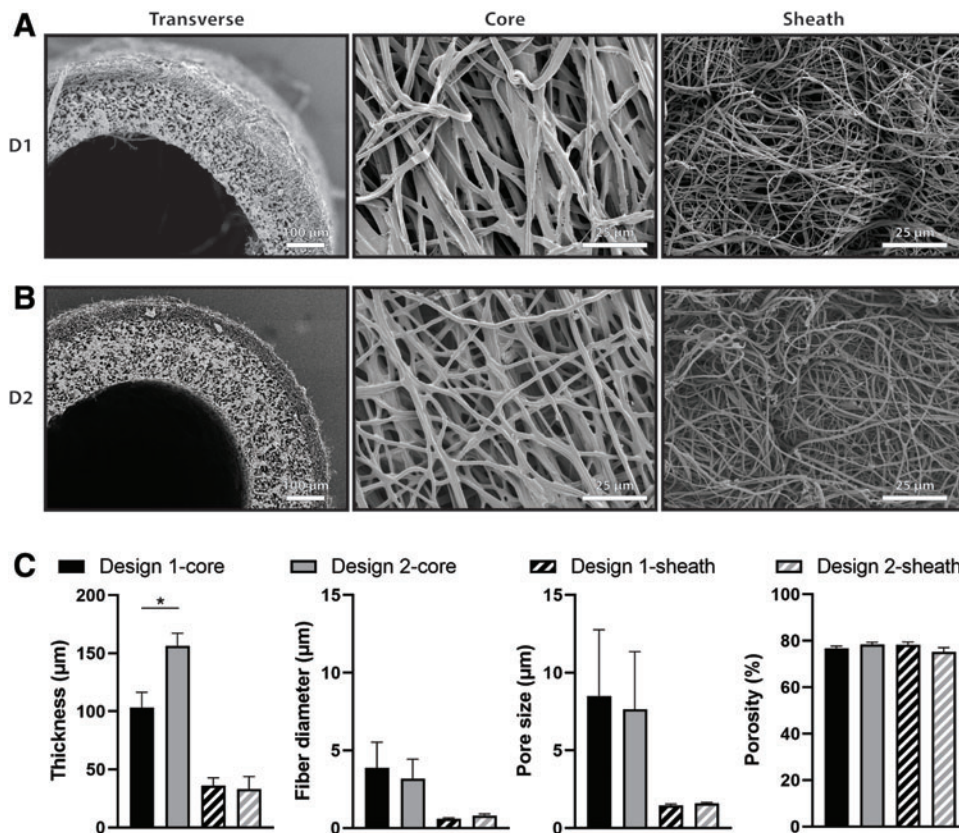 A
Transverse
Core
Sheath
D1
100 µm
25 µm
25 µm
B
D2
100 µm
25 µm
25 µm
C
Design 1-core
Design 2-core
Design 1-sheath
Design 2-sheath
Thickness (µm)
200
150
100
50
0
*
Fiber diameter (µm)
15
10
5
0
Pore size (µm)
15
10
5
0
Porosity (%)
100
80
60
40
20
0